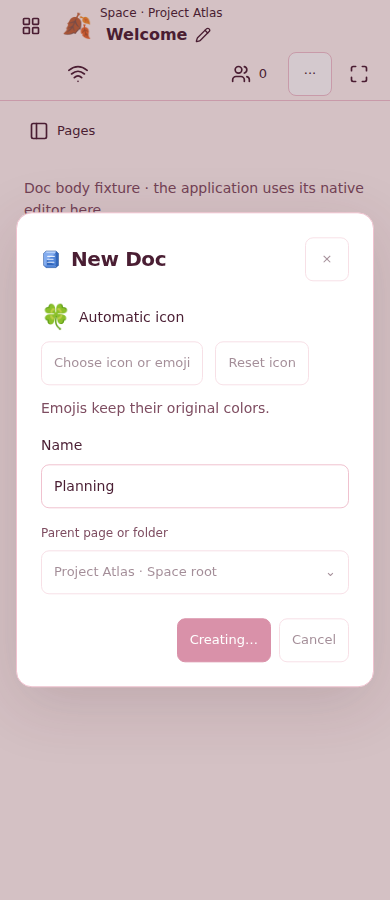 Space · Project Atlas
Welcome
0
...
Pages
Doc body fixture · the application uses its native
editor here
New Doc
×
Automatic icon
Choose icon or emoji
Reset icon
Emojis keep their original colors.
Name
Planning
Parent page or folder
Project Atlas · Space root
Creating...
Cancel